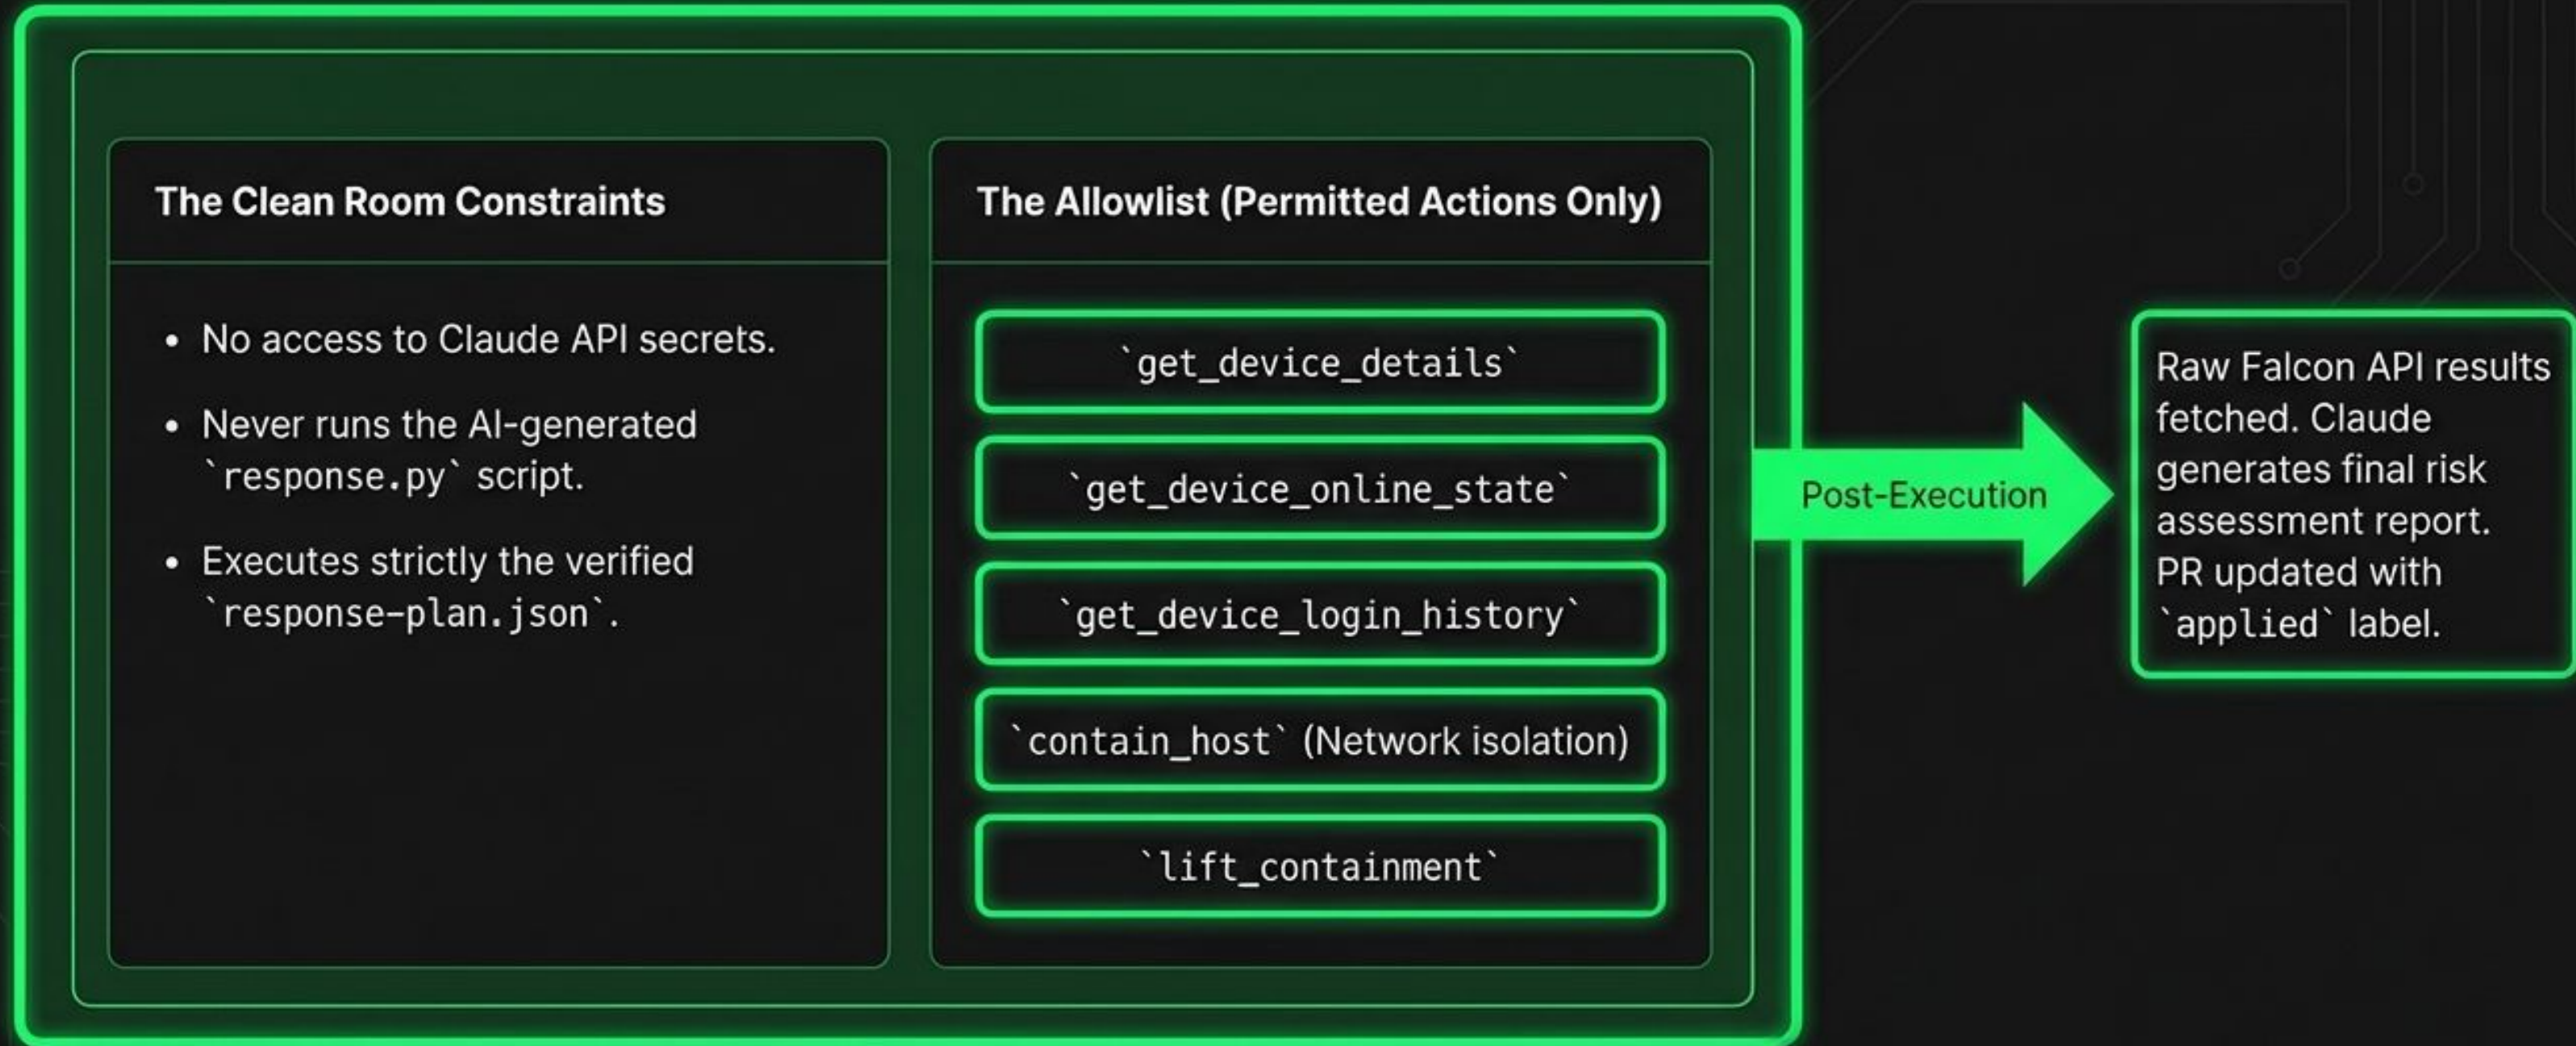 The Clean Room Constraints
• No access to Claude API secrets.
• Never runs the AI-generated
`response.py` script.
• Executes strictly the verified
`response-plan.json`.
The Allowlist (Permitted Actions Only)
`get_device_details`
`get_device_online_state`
`get_device_login_history`
`contain_host` (Network isolation)
`lift_containment`
Post-Execution
Raw Falcon API results
fetched. Claude
generates final risk
assessment report.
PR updated with
`applied` label.